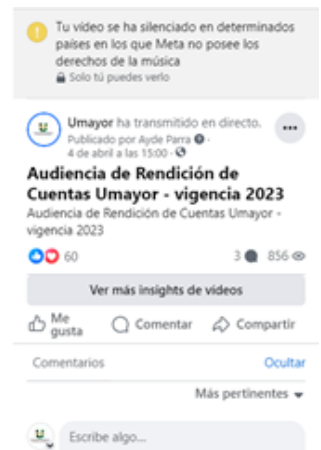 Tu vídeo se ha silenciado en determinados
países en los que Meta no posee los
derechos de la música
Solo tú puedes verlo
Umayor ha transmitido en directo.
Publicado por Ayde Parra
4 de abril a las 15:00 ·
Audiencia de Rendición de
Cuentas Umayor - vigencia 2023
Audiencia de Rendición de Cuentas Umayor -
vigencia 2023
60 3 856
Ver más insights de vídeos
Me gusta Comentar Compartir
Comentarios Ocultar
Más pertinentes
Escribe algo...